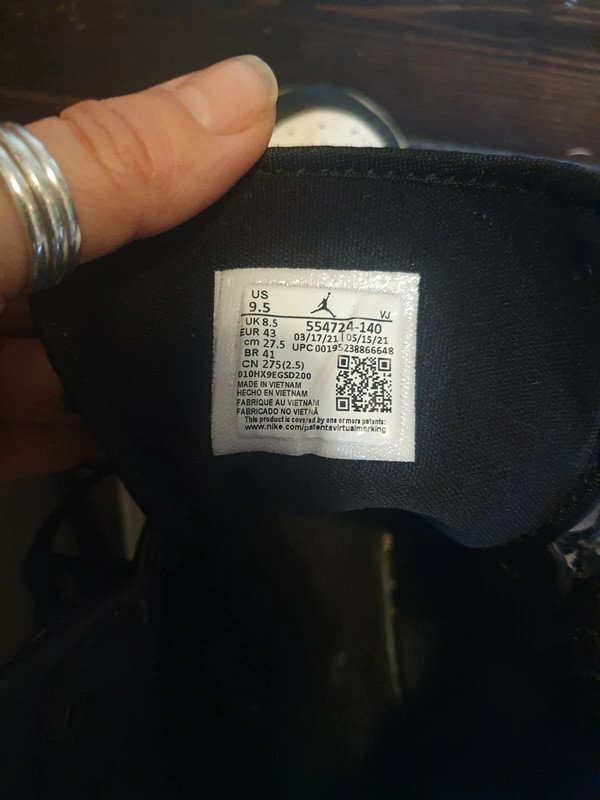 US
9.5
VJ
UK 8.5
554724-140
EUR 43
03/17/21 05/15/21
cm 27.5
UPC 00195238866648
BR 41
CN 275(2.5)
010HX9EGSD200
MADE IN VIETNAM
HECHO EN VIETNAM
FABRIQUE AU VIETNAM
FABRICADO NO VIETNÃ
This product is covered by one or more patents:
www.nike.com/patentsvirtualmarking